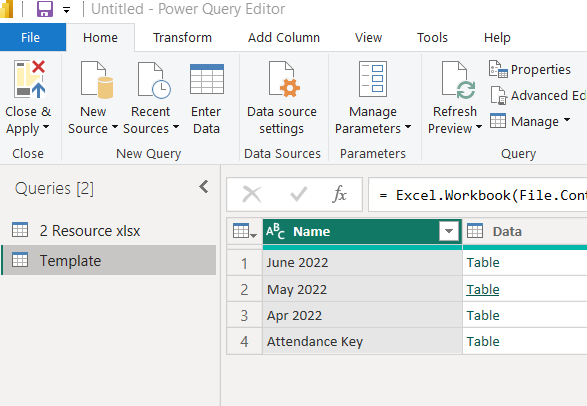 Untitled - Power Query Editor
File Home Transform Add Column View Tools Help
Close & Apply
New Source
Recent Sources
Enter Data
Data source settings
Manage Parameters
Refresh Preview
Properties
Advanced Ed
Manage
Close New Query Data Sources Parameters Query
Queries [2]
2 Resource xlsx
Template
fx = Excel.Workbook(File.Cont
ABC Name Data
1 June 2022 Table
2 May 2022 Table
3 Apr 2022 Table
4 Attendance Key Table